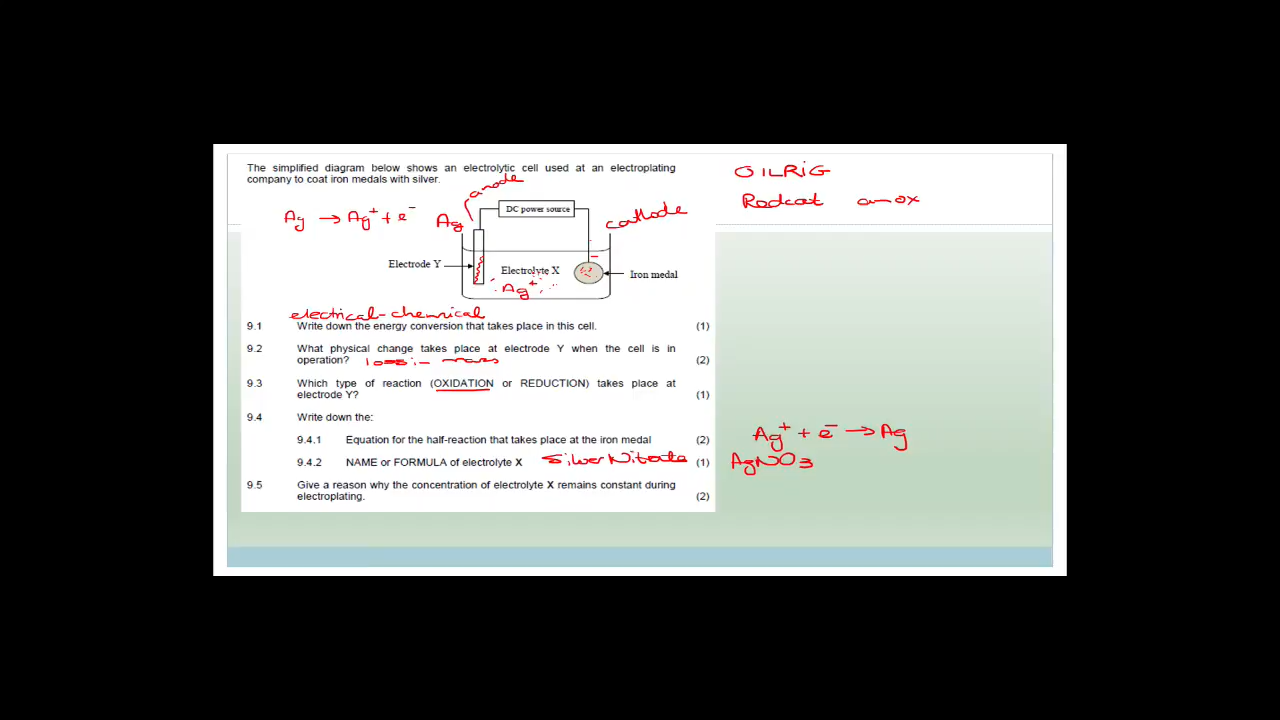 The simplified diagram below shows an electrolytic cell used at an electroplating
company to coat iron medals with silver.
OILRIG
Redcat an ox
anode
Ag → Ag⁺ + e⁻
Ag
DC power source
cathode
Electrode Y
Electrolyte X
Iron medal
Ag⁺
electrical-chemical
9.1 Write down the energy conversion that takes place in this cell. (1)
9.2 What physical change takes place at electrode Y when the cell is in
operation? loss in mass (2)
9.3 Which type of reaction (OXIDATION or REDUCTION) takes place at
electrode Y? (1)
9.4 Write down the:
9.4.1 Equation for the half-reaction that takes place at the iron medal (2)
Ag⁺ + e⁻ → Ag
9.4.2 NAME or FORMULA of electrolyte X Silver Nitrate (1)
AgNO₃
9.5 Give a reason why the concentration of electrolyte X remains constant during
electroplating. (2)